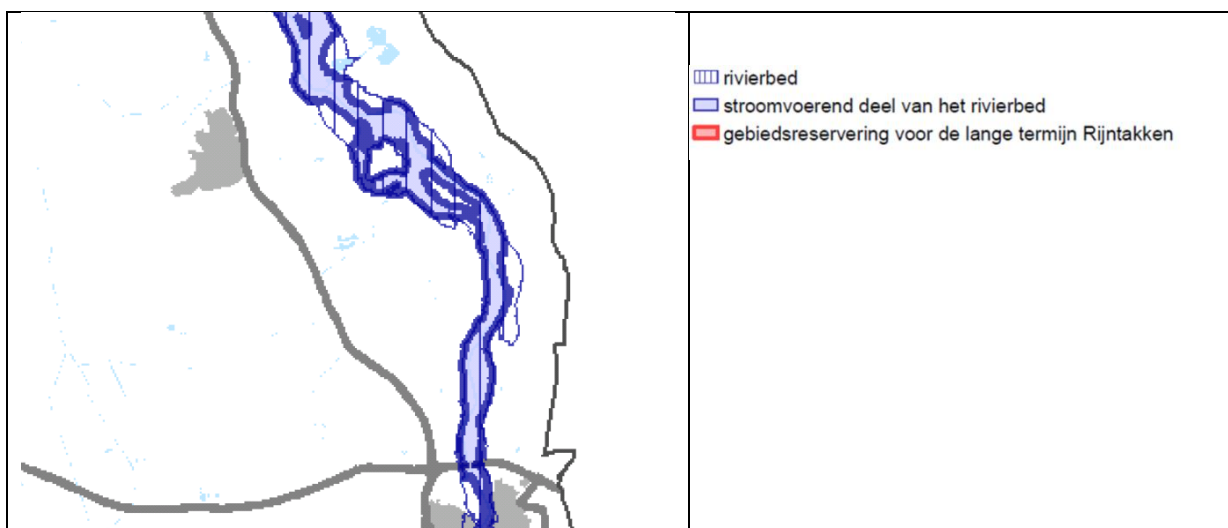 rivierbed
stroomvoerend deel van het rivierbed
gebiedsreservering voor de lange termijn Rijntakken